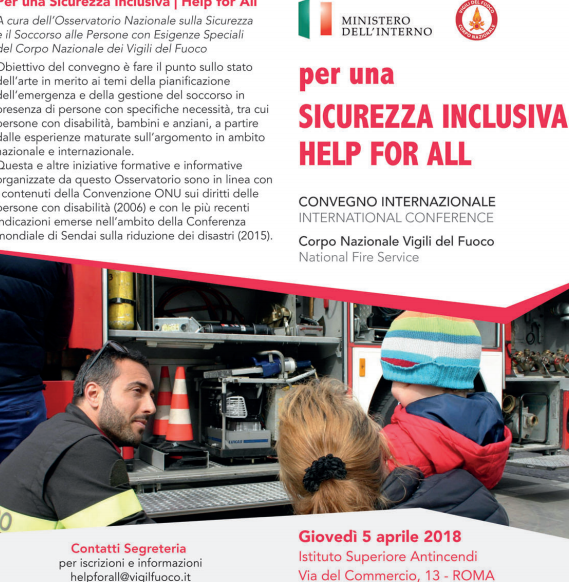 Per una Sicurezza Inclusiva | Help for All
A cura dell'Osservatorio Nazionale sulla Sicurezza
e il Soccorso alle Persone con Esigenze Speciali
del Corpo Nazionale dei Vigili del Fuoco
Obiettivo del convegno è fare il punto sullo stato
dell'arte in merito ai temi della pianificazione
dell'emergenza e della gestione del soccorso in
presenza di persone con specifiche necessità, tra cui
persone con disabilità, bambini e anziani, a partire
dalle esperienze maturate sull'argomento in ambito
nazionale e internazionale.
Questa e altre iniziative formative e informative
organizzate da questo Osservatorio sono in linea con
i contenuti della Convenzione ONU sui diritti delle
persone con disabilità (2006) e con le più recenti
indicazioni emerse nell'ambito della Conferenza
mondiale di Sendai sulla riduzione dei disastri (2015).
Contatti Segreteria
per iscrizioni e informazioni
helpforall@vigilfuoco.it
MINISTERO
DELL'INTERNO
VIGILI DEL FUOCO
CORPO NAZIONALE
per una
SICUREZZA INCLUSIVA
HELP FOR ALL
CONVEGNO INTERNAZIONALE
INTERNATIONAL CONFERENCE
Corpo Nazionale Vigili del Fuoco
National Fire Service
Giovedì 5 aprile 2018
Istituto Superiore Antincendi
Via del Commercio, 13 - ROMA